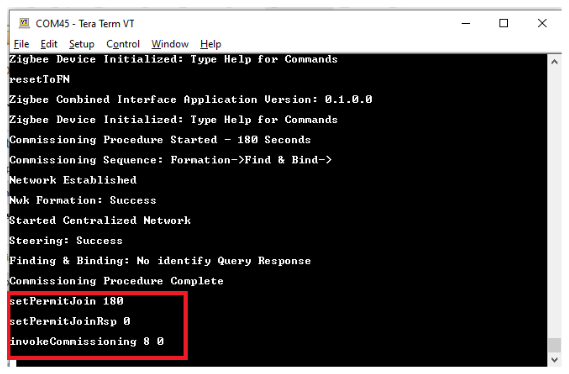 COM45 - Tera Term VT
File Edit Setup Control Window Help
Zigbee Device Initialized: Type Help for Commands
resetToFN
Zigbee Combined Interface Application Version: 0.1.0.0
Zigbee Device Initialized: Type Help for Commands
Commissioning Procedure Started - 180 Seconds
Commissioning Sequence: Formation->Find & Bind->
Network Established
Nwk Formation: Success
Started Centralized Network
Steering: Success
Finding & Binding: No identify Query Response
Commissioning Procedure Complete
setPermitJoin 180
setPermitJoinRsp 0
invokeCommissioning 8 0